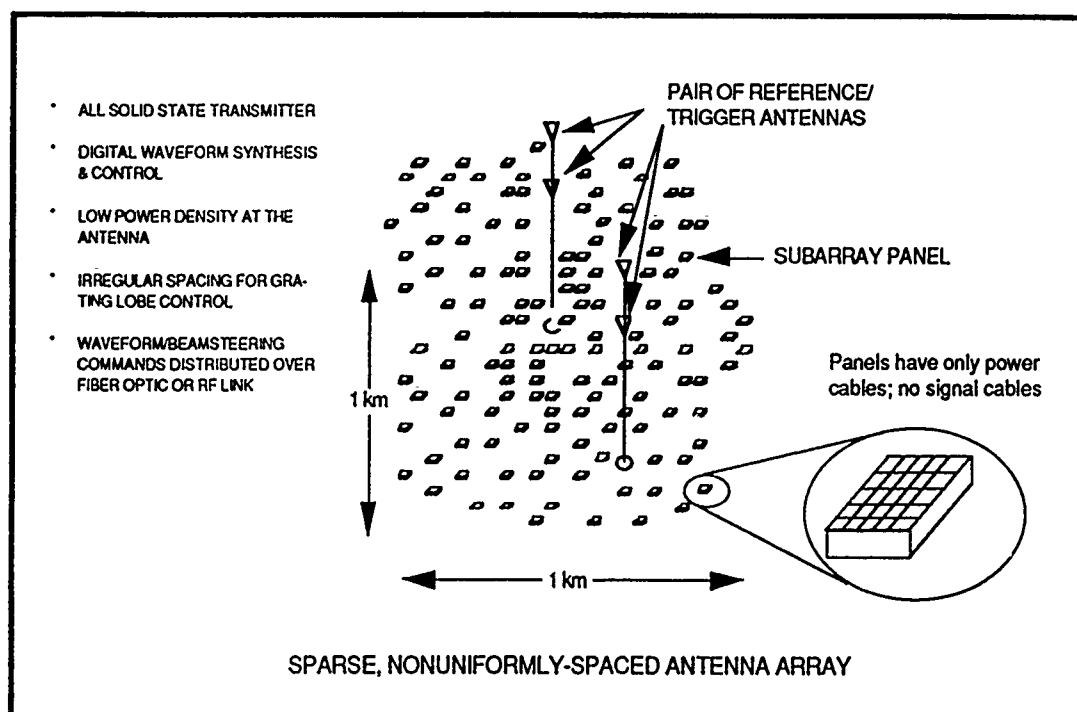 • ALL SOLID STATE TRANSMITTER
• DIGITAL WAVEFORM SYNTHESIS
& CONTROL
• LOW POWER DENSITY AT THE
ANTENNA
• IRREGULAR SPACING FOR GRA-
TING LOBE CONTROL
• WAVEFORM/BEAMSTEERING
COMMANDS DISTRIBUTED OVER
FIBER OPTIC OR RF LINK
PAIR OF REFERENCE/
TRIGGER ANTENNAS
SUBARRAY PANEL
Panels have only power
cables; no signal cables
1 km
1 km
SPARSE, NONUNIFORMLY-SPACED ANTENNA ARRAY